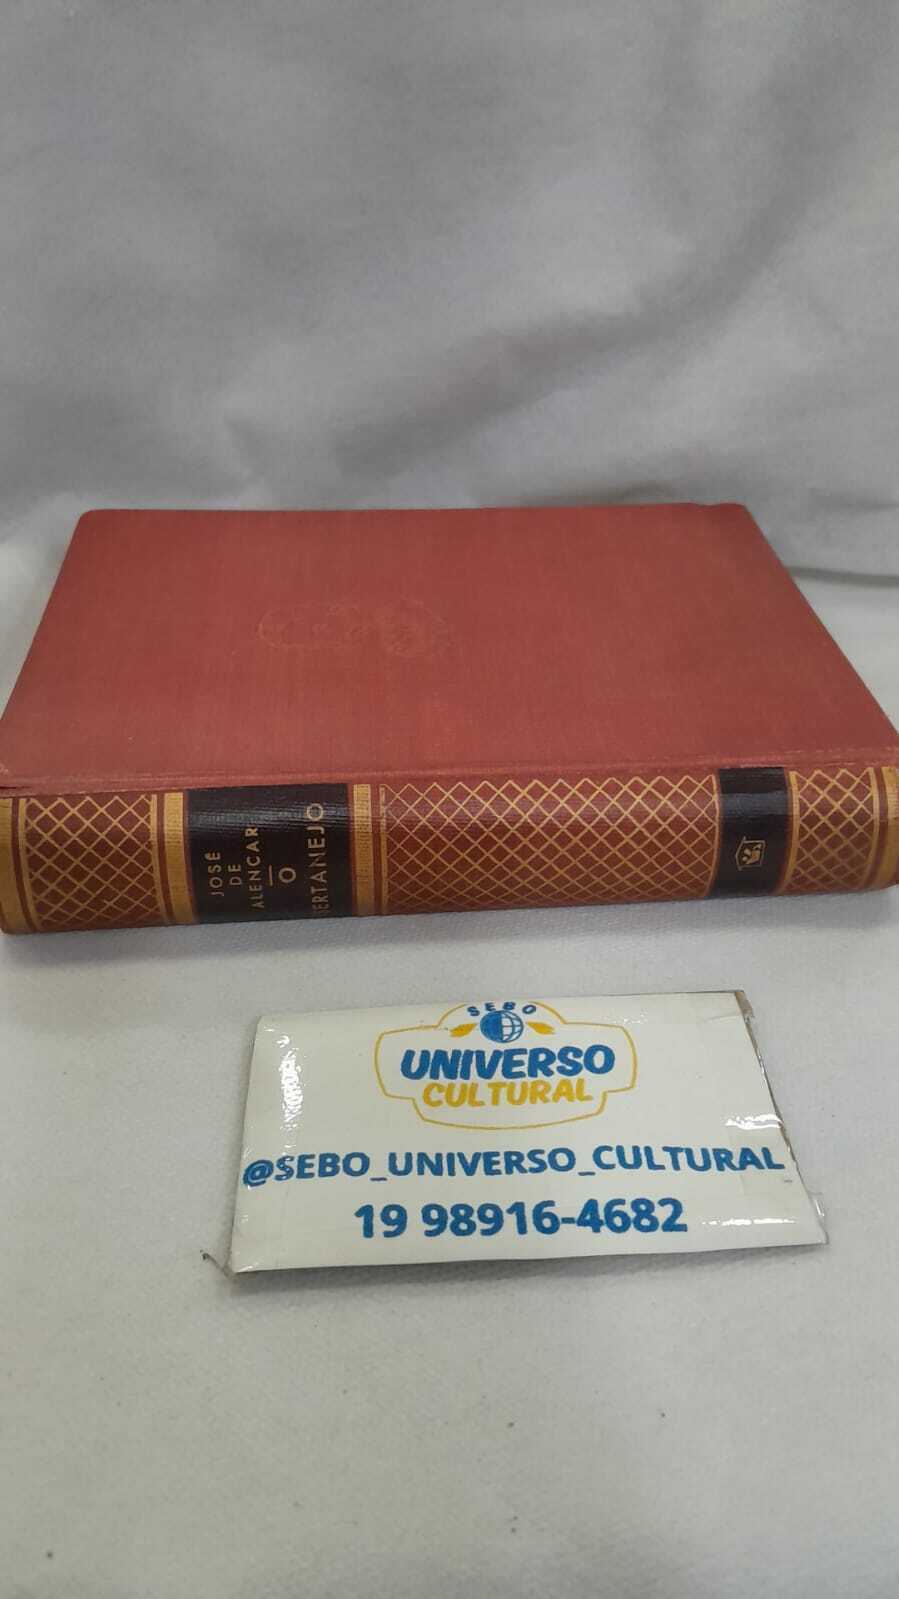 JOSÉ
DE
ALENCAR
O
SERTANEJO
SEBO
UNIVERSO
CULTURAL
@SEBO_UNIVERSO_CULTURAL
19 98916-4682